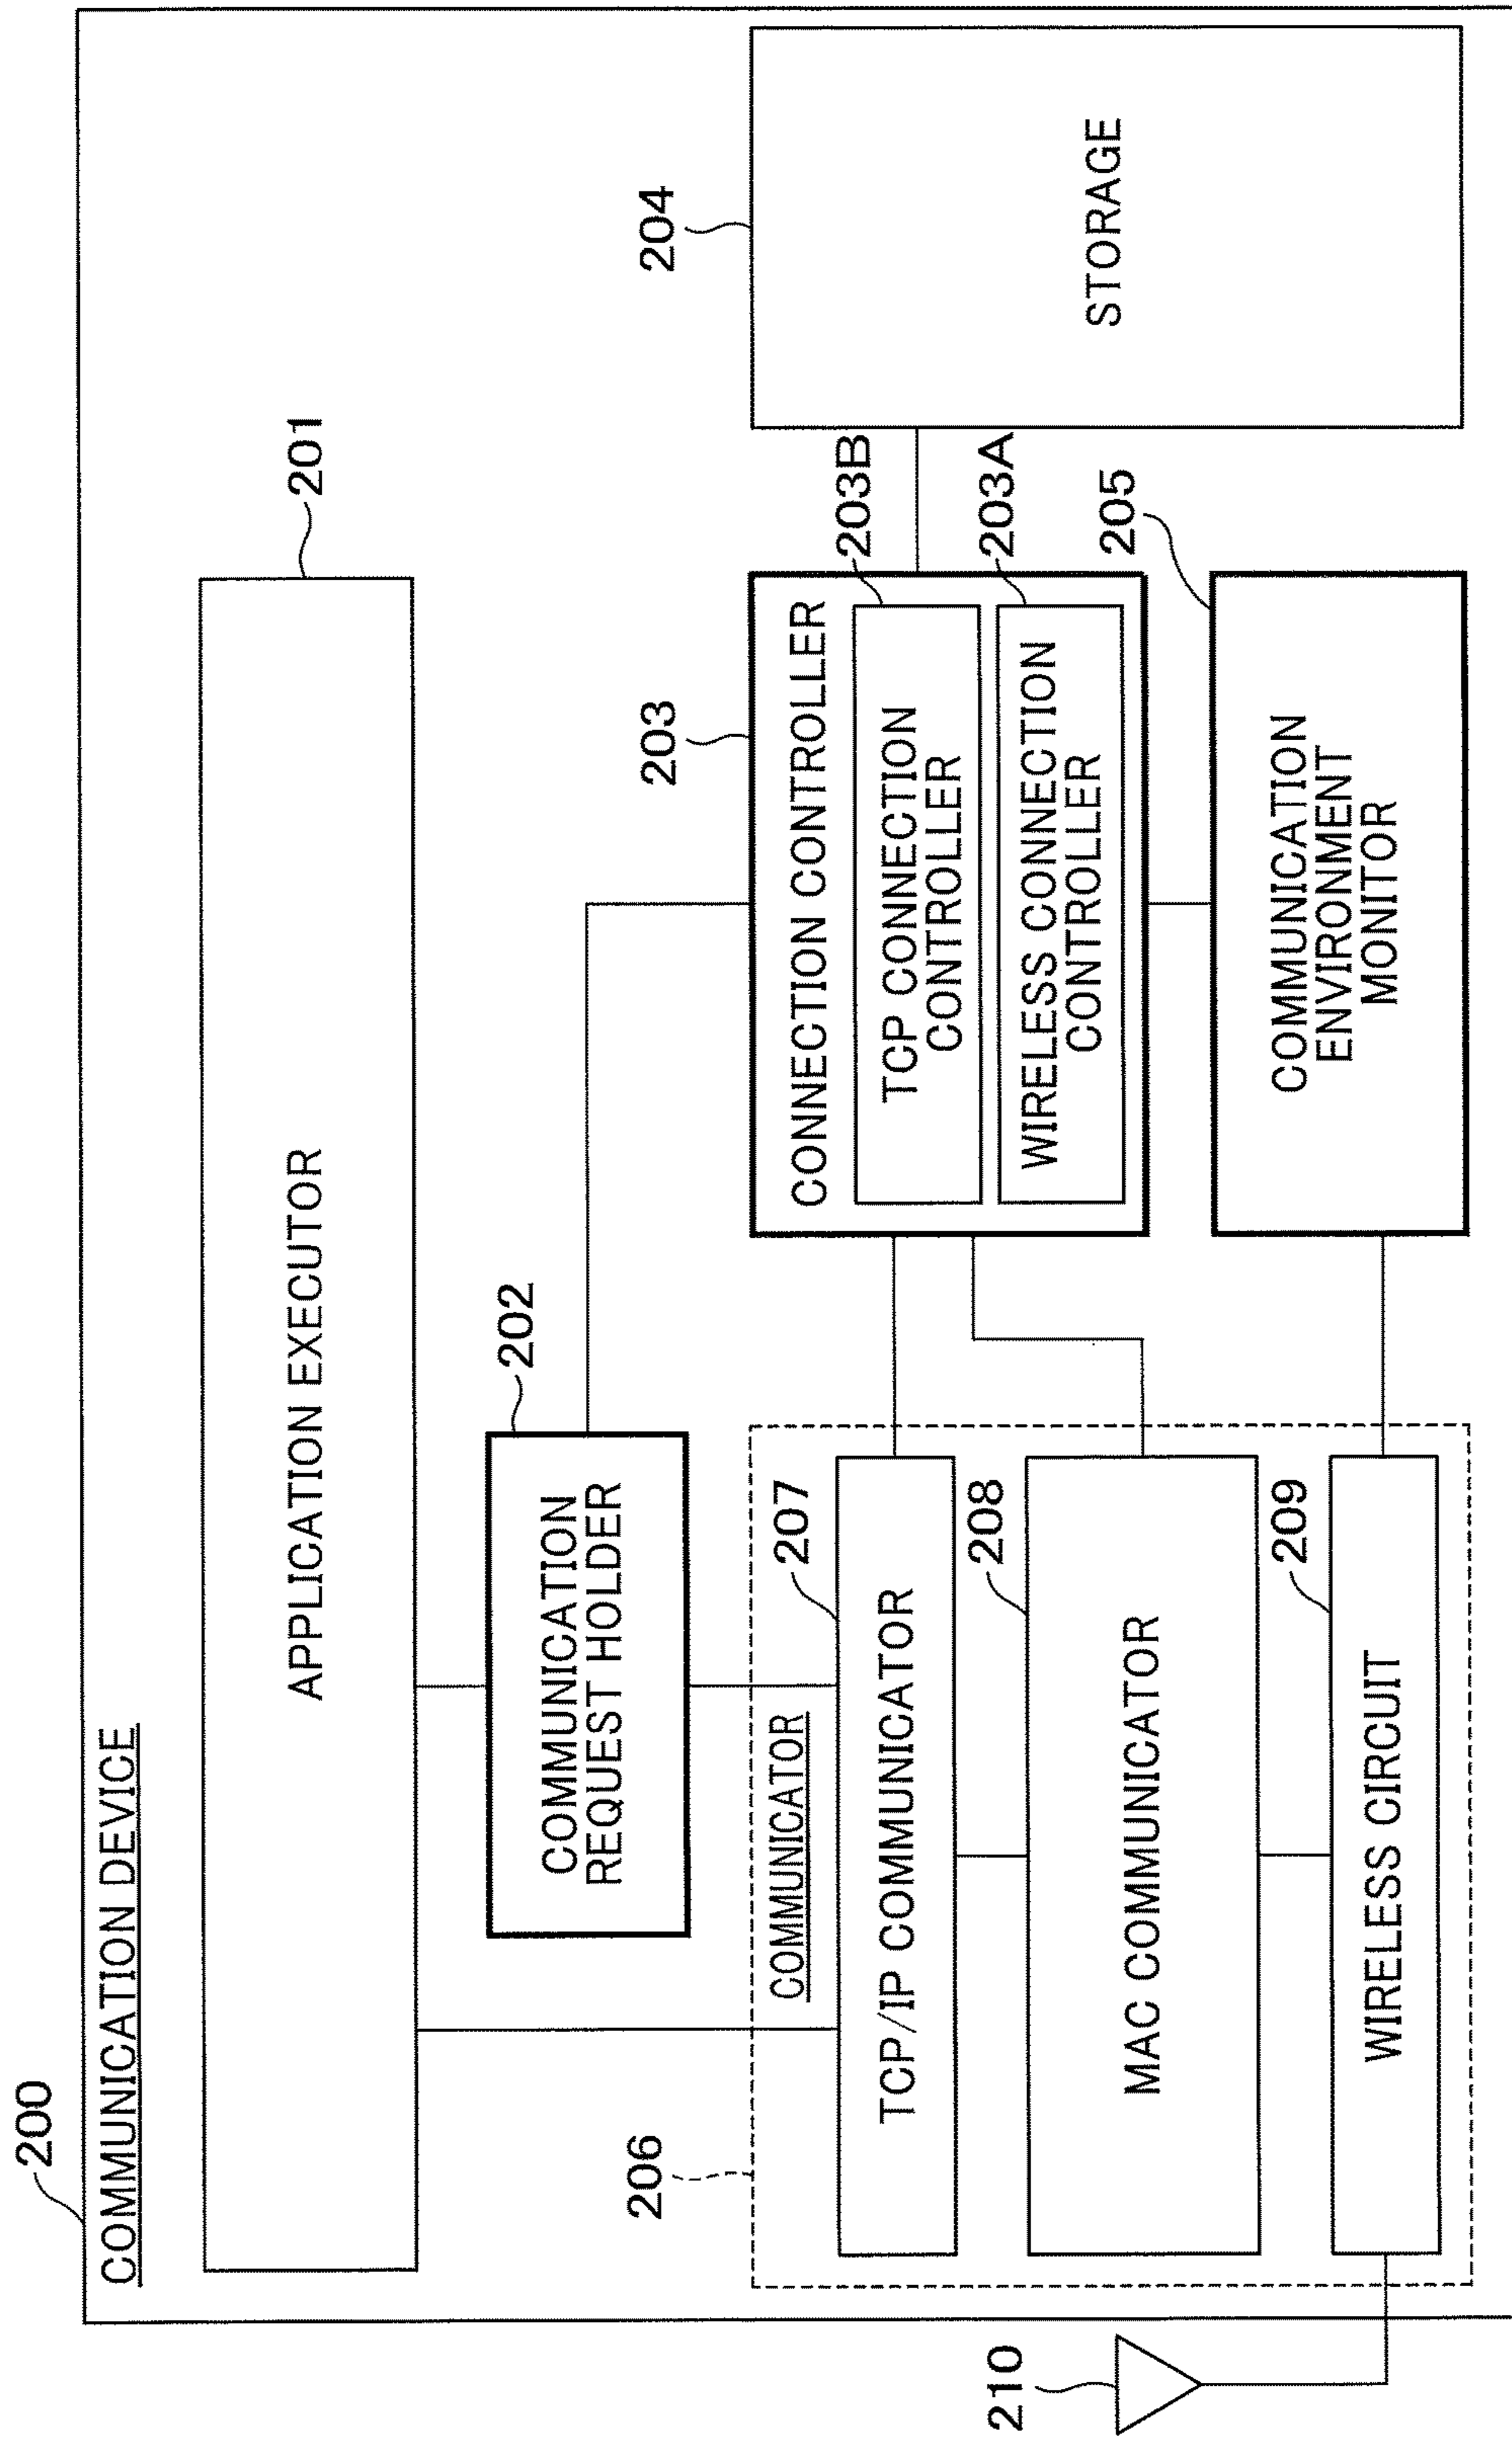 200
COMMUNICATION DEVICE
201
APPLICATION EXECUTOR
202
COMMUNICATION
REQUEST HOLDER
203
CONNECTION CONTROLLER
203B
TCP CONNECTION
CONTROLLER
203A
WIRELESS CONNECTION
CONTROLLER
204
STORAGE
205
COMMUNICATION
ENVIRONMENT
MONITOR
206
COMMUNICATOR
207
TCP/IP COMMUNICATOR
208
MAC COMMUNICATOR
209
WIRELESS CIRCUIT
210